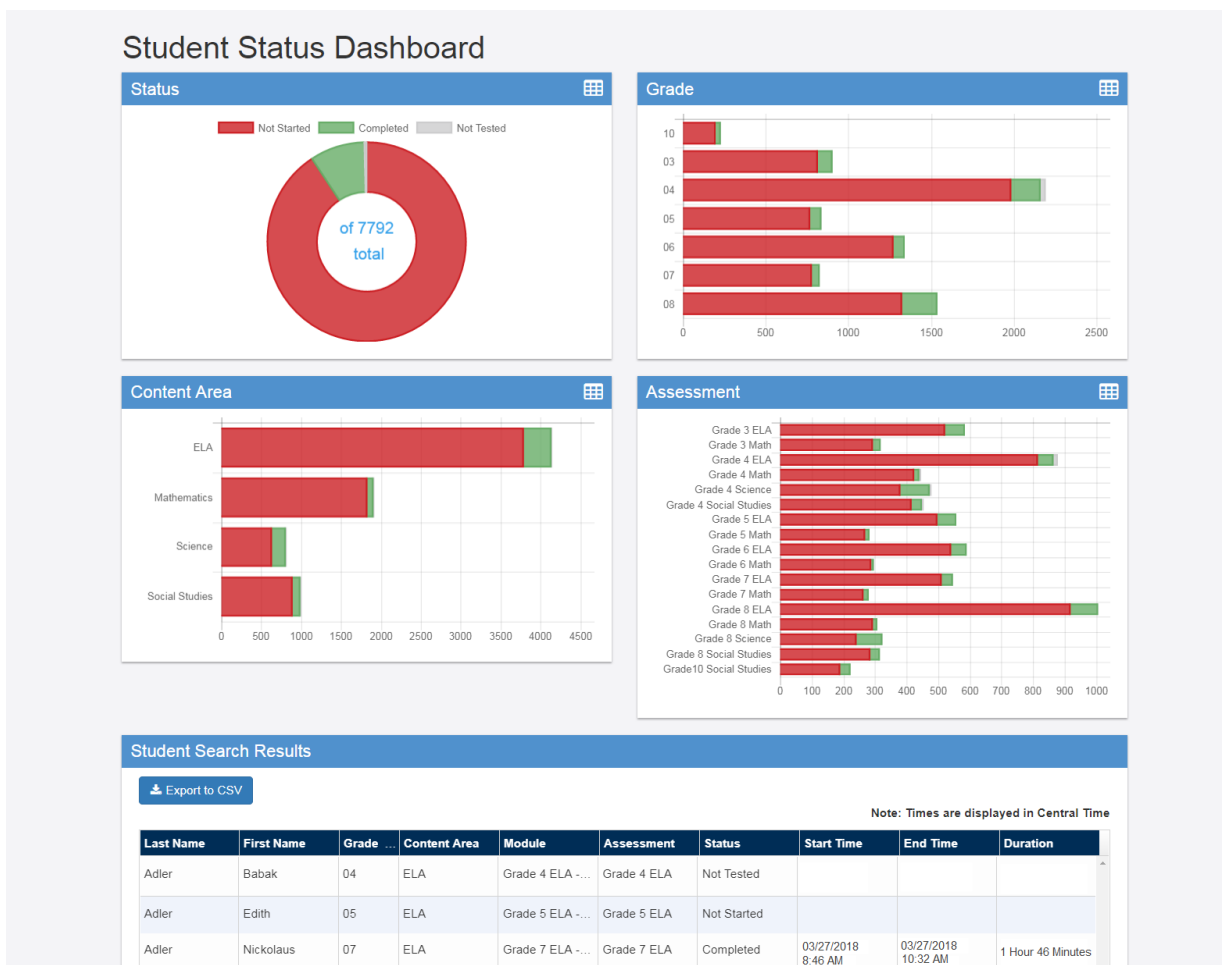 Student Status Dashboard
Status
Not Started Completed Not Tested
of 7792
total
Grade
10
03
04
05
06
07
08
0 500 1000 1500 2000 2500
Content Area
ELA
Mathematics
Science
Social Studies
0 500 1000 1500 2000 2500 3000 3500 4000 4500
Assessment
Grade 3 ELA
Grade 3 Math
Grade 4 ELA
Grade 4 Math
Grade 4 Science
Grade 4 Social Studies
Grade 5 ELA
Grade 5 Math
Grade 6 ELA
Grade 6 Math
Grade 7 ELA
Grade 7 Math
Grade 8 ELA
Grade 8 Math
Grade 8 Science
Grade 8 Social Studies
Grade10 Social Studies
0 100 200 300 400 500 600 700 800 900 1000
Student Search Results
Export to CSV
Note: Times are displayed in Central Time
Last Name First Name Grade ... Content Area Module Assessment Status Start Time End Time Duration
Adler Babak 04 ELA Grade 4 ELA -... Grade 4 ELA Not Tested
Adler Edith 05 ELA Grade 5 ELA -... Grade 5 ELA Not Started
Adler Nickolaus 07 ELA Grade 7 ELA -... Grade 7 ELA Completed 03/27/2018 8:46 AM 03/27/2018 10:32 AM 1 Hour 46 Minutes